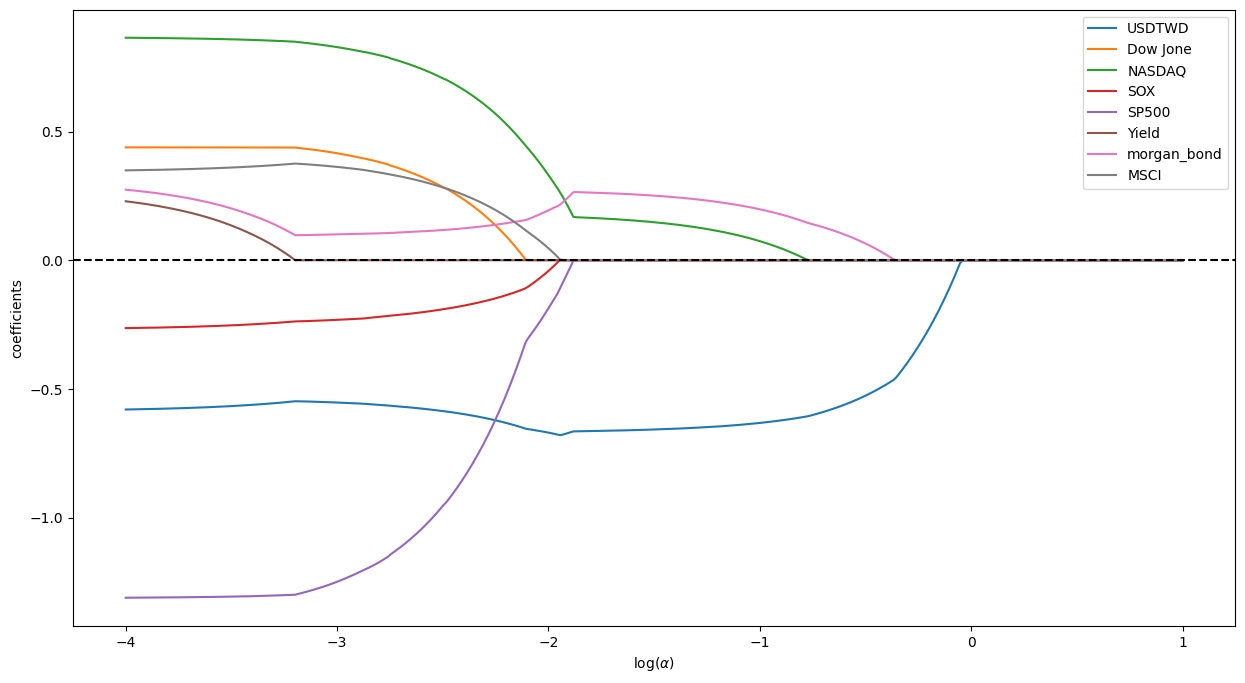 USDTWD
Dow Jone
NASDAQ
SOX
SP500
Yield
morgan_bond
MSCI
coefficients
0.5
0.0
−0.5
−1.0
−4
−3
−2
−1
0
1
log(α)